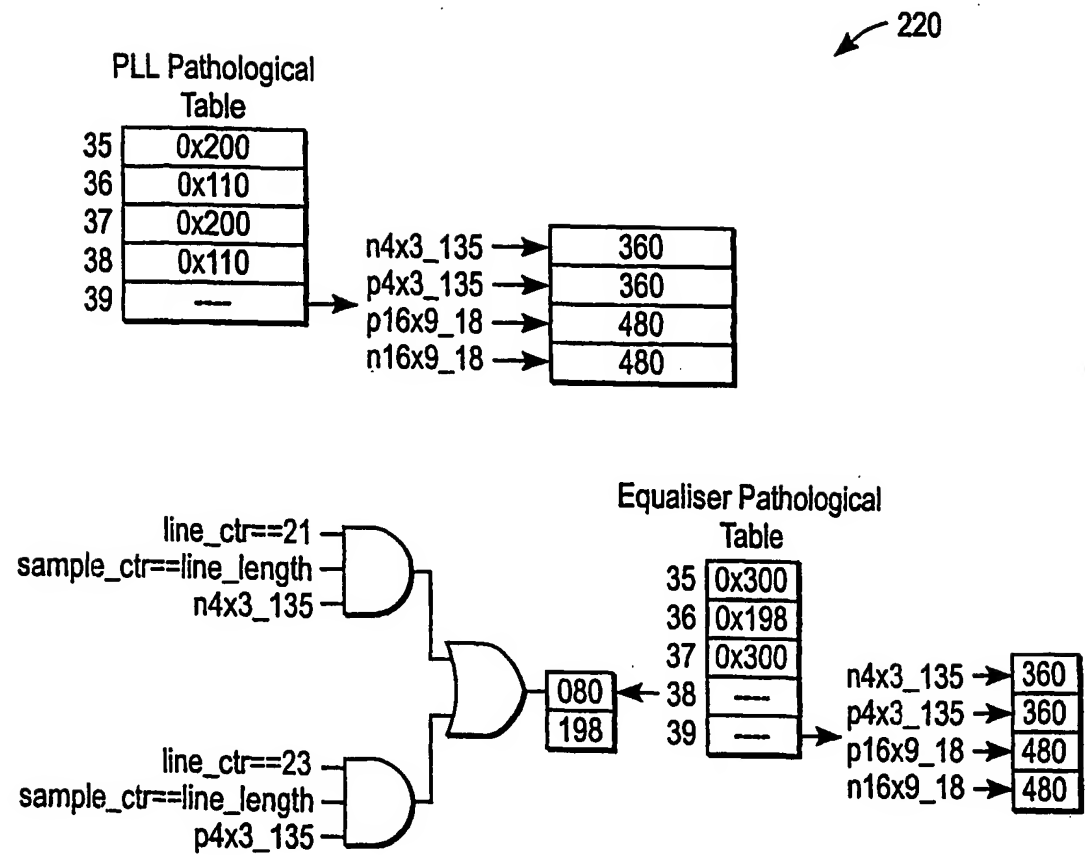 220
PLL Pathological
Table
35 0x200
36 0x110
37 0x200
38 0x110
39 ----
n4x3_135 360
p4x3_135 360
p16x9_18 480
n16x9_18 480
line_ctr==21
sample_ctr==line_length
n4x3_135
line_ctr==23
sample_ctr==line_length
p4x3_135
080
198
Equaliser Pathological
Table
35 0x300
36 0x198
37 0x300
38 ----
39 ----
n4x3_135 360
p4x3_135 360
p16x9_18 480
n16x9_18 480